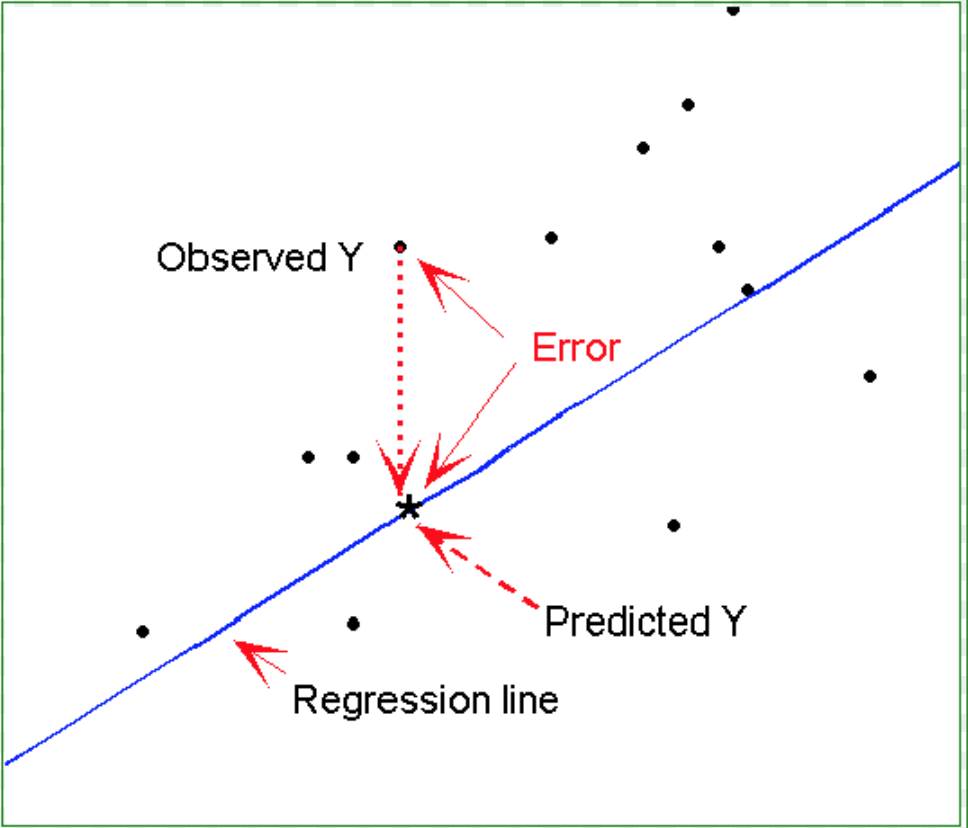 Observed Y
Error
Predicted Y
Regression line